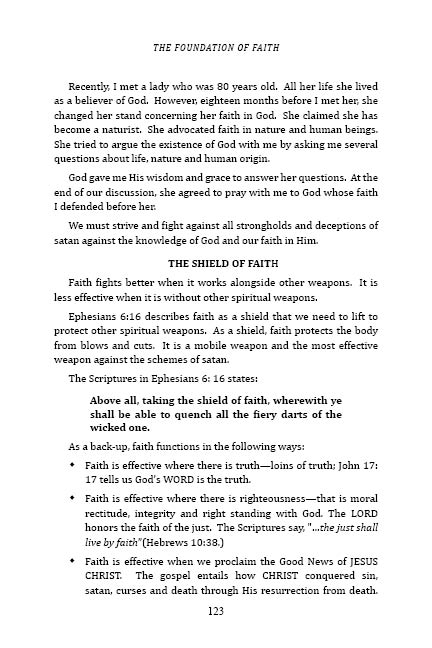 THE FOUNDATION OF FAITH
Recently, I met a lady who was 80 years old. All her life she lived
as a believer of God. However, eighteen months before I met her, she
changed her stand concerning her faith in God. She claimed she has
become a naturist. She advocated faith in nature and human beings.
She tried to argue the existence of God with me by asking me several
questions about life, nature and human origin.
God gave me His wisdom and grace to answer her questions. At the
end of our discussion, she agreed to pray with me to God whose faith
I defended before her.
We must strive and fight against all strongholds and deceptions of
satan against the knowledge of God and our faith in Him.
THE SHIELD OF FAITH
Faith fights better when it works alongside other weapons. It is
less effective when it is without other spiritual weapons.
Ephesians 6:16 describes faith as a shield that we need to lift to
protect other spiritual weapons. As a shield, faith protects the body
from blows and cuts. It is a mobile weapon and the most effective
weapon against the schemes of satan.
The Scriptures in Ephesians 6: 16 states:
Above all, taking the shield of faith, wherewith ye
shall be able to quench all the fiery darts of the
wicked one.
As a back-up, faith functions in the following ways:
◆ Faith is effective where there is truth—loins of truth; John 17:
17 tells us God's WORD is the truth.
◆ Faith is effective where there is righteousness—that is moral
rectitude, integrity and right standing with God. The LORD
honors the faith of the just. The Scriptures say, "...the just shall
live by faith"(Hebrews 10:38.)
◆ Faith is effective when we proclaim the Good News of JESUS
CHRIST. The gospel entails how CHRIST conquered sin,
satan, curses and death through His resurrection from death.
123